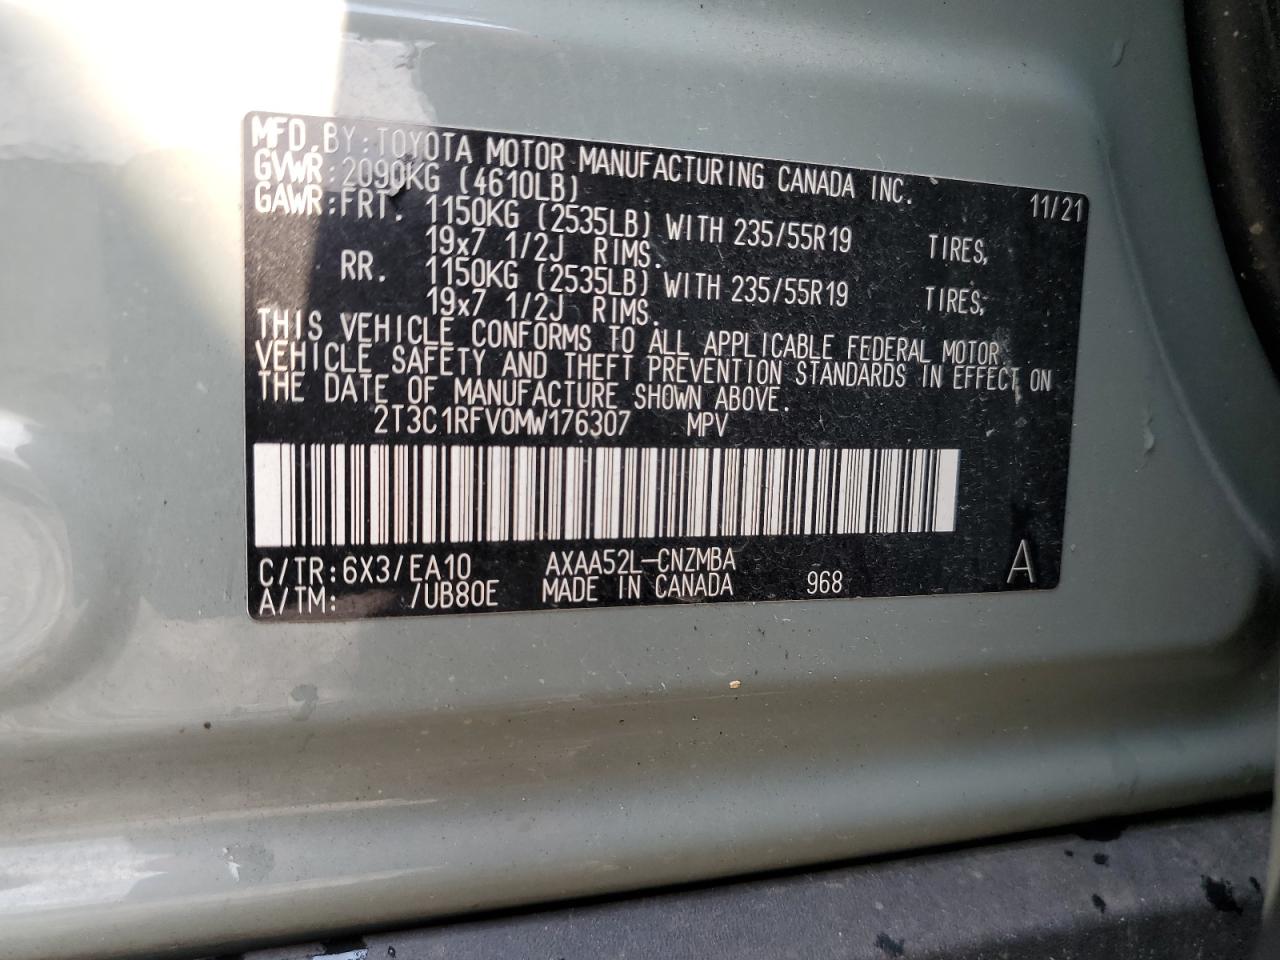 MFD.BY:TOYOTA MOTOR MANUFACTURING CANADA INC. 11/21
GVWR:2090KG (4610LB)
GAWR:FRT. 1150KG (2535LB) WITH 235/55R19 TIRES,
19x7 1/2J RIMS.
RR. 1150KG (2535LB) WITH 235/55R19 TIRES,
19x7 1/2J RIMS.
THIS VEHICLE CONFORMS TO ALL APPLICABLE FEDERAL MOTOR
VEHICLE SAFETY AND THEFT PREVENTION STANDARDS IN EFFECT ON
THE DATE OF MANUFACTURE SHOWN ABOVE.
2T3C1RFV0MW176307 MPV
C/TR:6X3/EA10 AXAA52L-CNZMBA
A/TM: /UB80E MADE IN CANADA 968 A